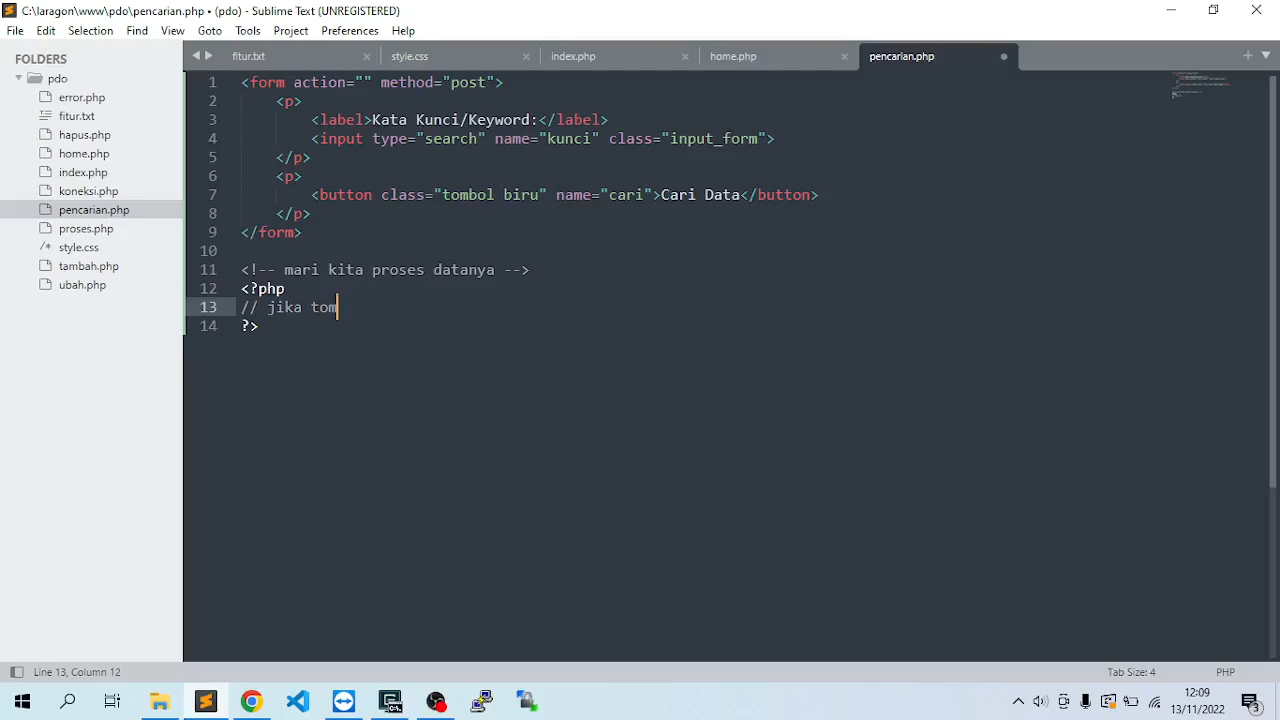 C:\laragon\www\pdo\pencarian.php • (pdo) - Sublime Text (UNREGISTERED)
File Edit Selection Find View Goto Tools Project Preferences Help
FOLDERS
pdo
error.php
fitur.txt
hapus.php
home.php
index.php
koneksi.php
pencarian.php
proses.php
style.css
tambah.php
ubah.php
fitur.txt style.css index.php home.php pencarian.php
1 <form action="" method="post">
2 <p>
3 <label>Kata Kunci/Keyword:</label>
4 <input type="search" name="kunci" class="input_form">
5 </p>
6 <p>
7 <button class="tombol biru" name="cari">Cari Data</button>
8 </p>
9 </form>
10
11 <!-- mari kita proses datanya -->
12 <?php
13 // jika tom
14 ?>
Line 13, Column 12 Tab Size: 4 PHP
12:09
13/11/2022
3